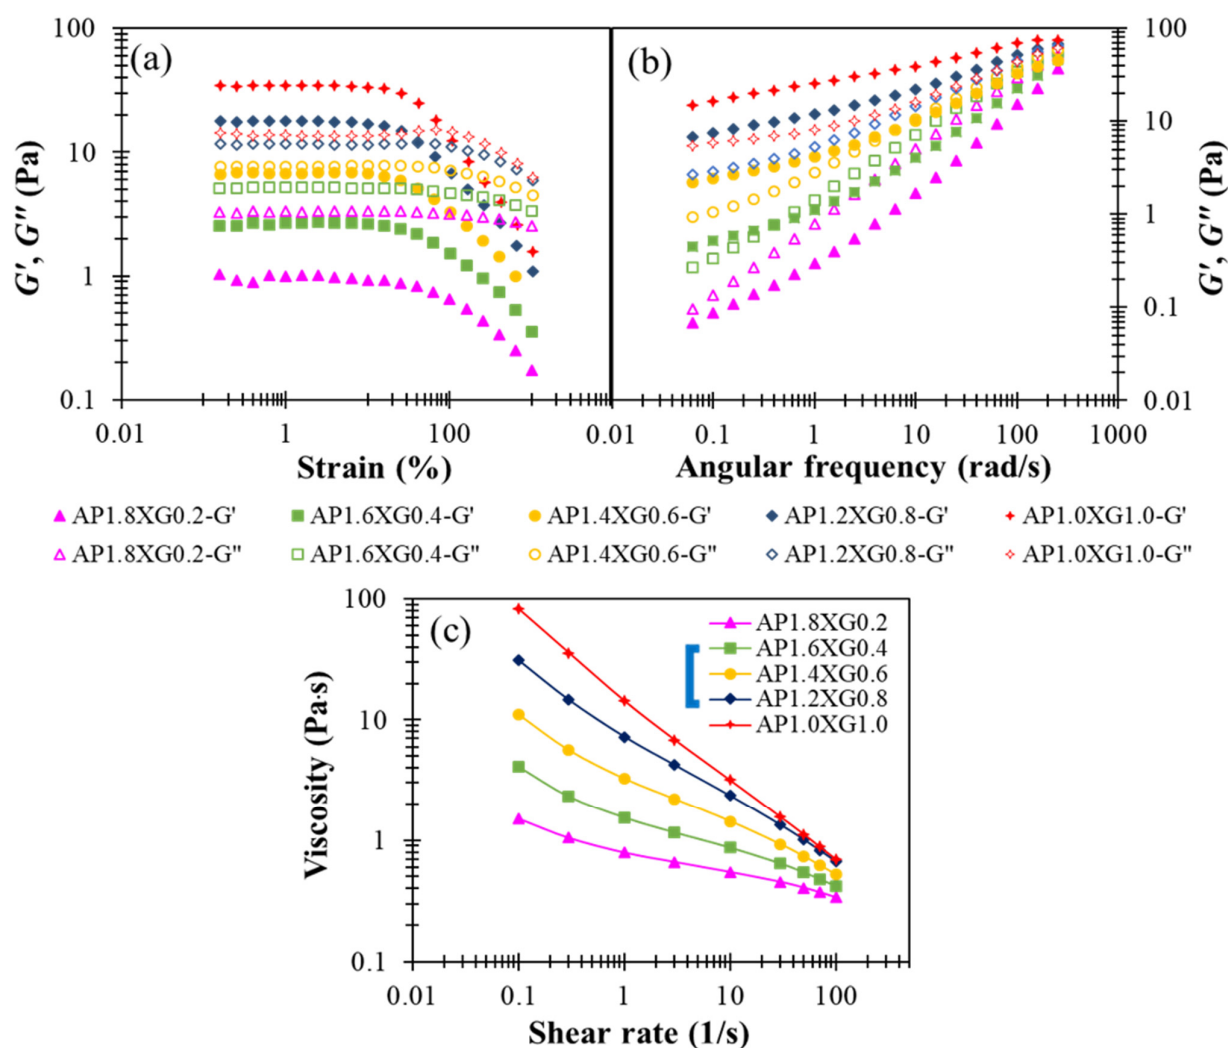 (a)
G′, G″ (Pa)
100
10
1
0.1
0.01 1 100
Strain (%)
(b)
100
10
1
0.1
0.01
G′, G″ (Pa)
0.01 0.1 1 10 100 1000
Angular frequency (rad/s)
AP1.8XG0.2-G' AP1.6XG0.4-G' AP1.4XG0.6-G' AP1.2XG0.8-G' AP1.0XG1.0-G'
AP1.8XG0.2-G" AP1.6XG0.4-G" AP1.4XG0.6-G" AP1.2XG0.8-G" AP1.0XG1.0-G"
(c)
Viscosity (Pa·s)
100
10
1
0.1
AP1.8XG0.2
AP1.6XG0.4
AP1.4XG0.6
AP1.2XG0.8
AP1.0XG1.0
0.01 0.1 1 10 100
Shear rate (1/s)